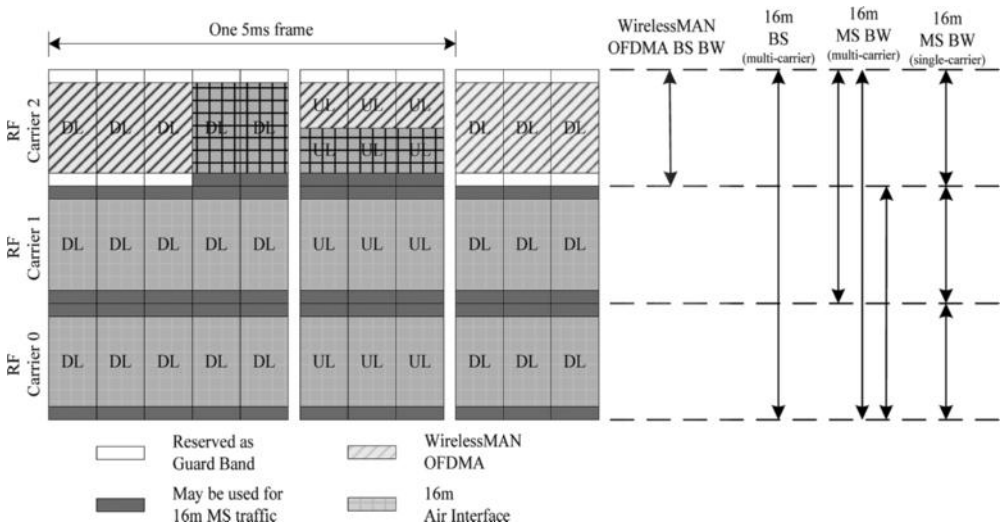 One 5ms frame
WirelessMAN
OFDMA BS BW
16m
BS
(multi-carrier)
16m
MS BW
(multi-carrier)
16m
MS BW
(single-carrier)
RF
Carrier 2
DL DL DL DL DL UL UL UL DL DL DL
UL UL UL
RF
Carrier 1
DL DL DL DL DL UL UL UL DL DL DL
RF
Carrier 0
DL DL DL DL DL UL UL UL DL DL DL
Reserved as
Guard Band
WirelessMAN
OFDMA
May be used for
16m MS traffic
16m
Air Interface